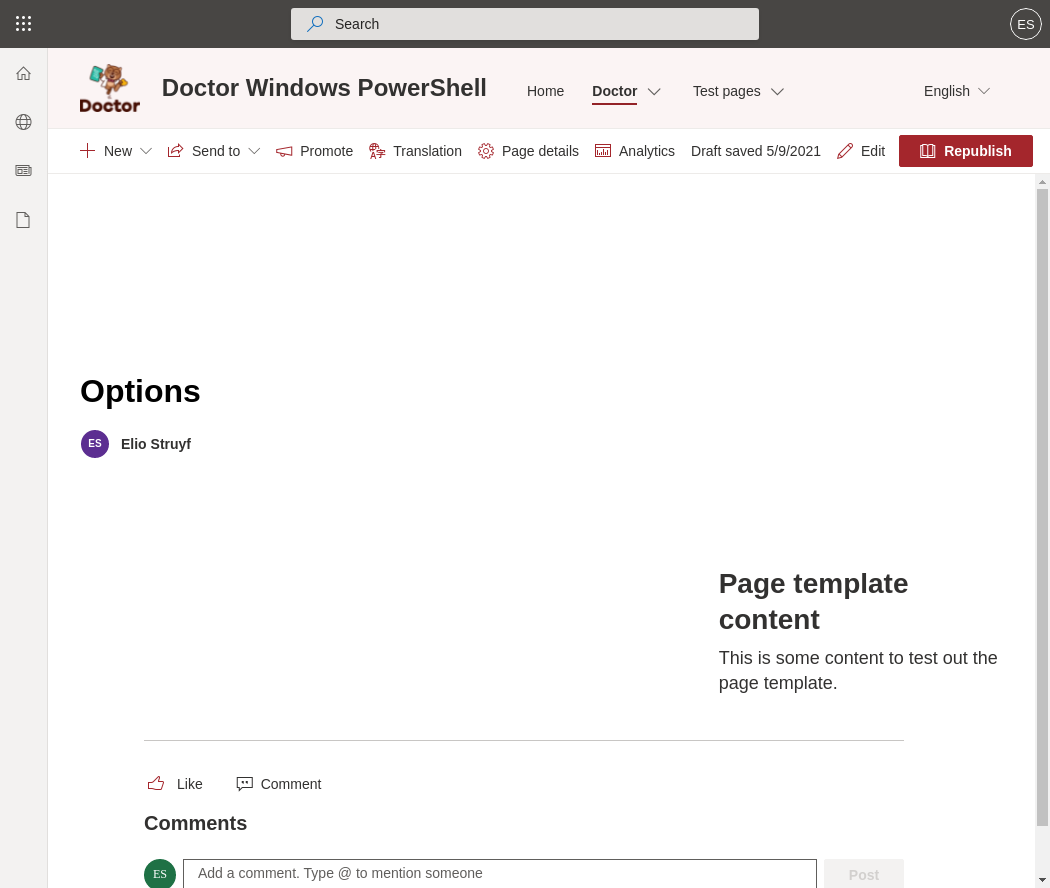 Search
ES
Doctor
Doctor Windows PowerShell
Home
Doctor
Test pages
English
New
Send to
Promote
Translation
Page details
Analytics
Draft saved 5/9/2021
Edit
Republish
Options
ES
Elio Struyf
Page template
content
This is some content to test out the
page template.
Like
Comment
Comments
ES
Add a comment. Type @ to mention someone
Post